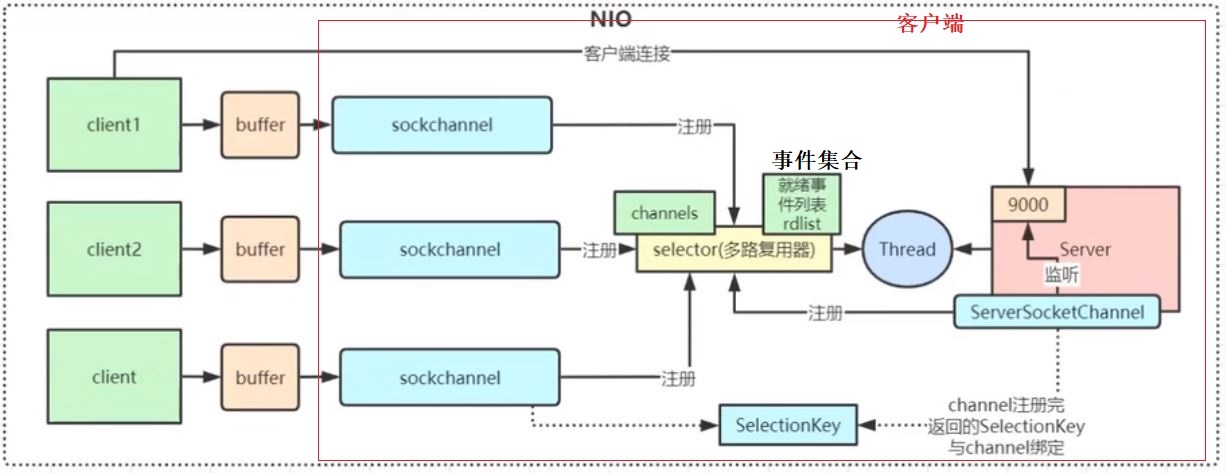 NIO
客户端
客户端连接
client1
buffer
sockchannel
注册
事件集合
就绪事
件列表
rdlist
channels
9000
client2
buffer
sockchannel
注册
selector(多路复用器)
Thread
Server
监听
注册
ServerSocketChannel
client
buffer
sockchannel
注册
SelectionKey
channel注册完
返回的SelectionKey
与channel绑定